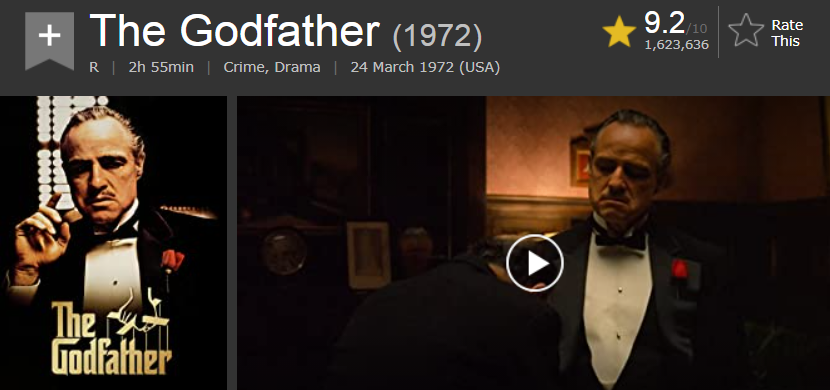 The Godfather (1972)
R | 2h 55min | Crime, Drama | 24 March 1972 (USA)
9.2/10
1,623,636
Rate
This
The
Godfather